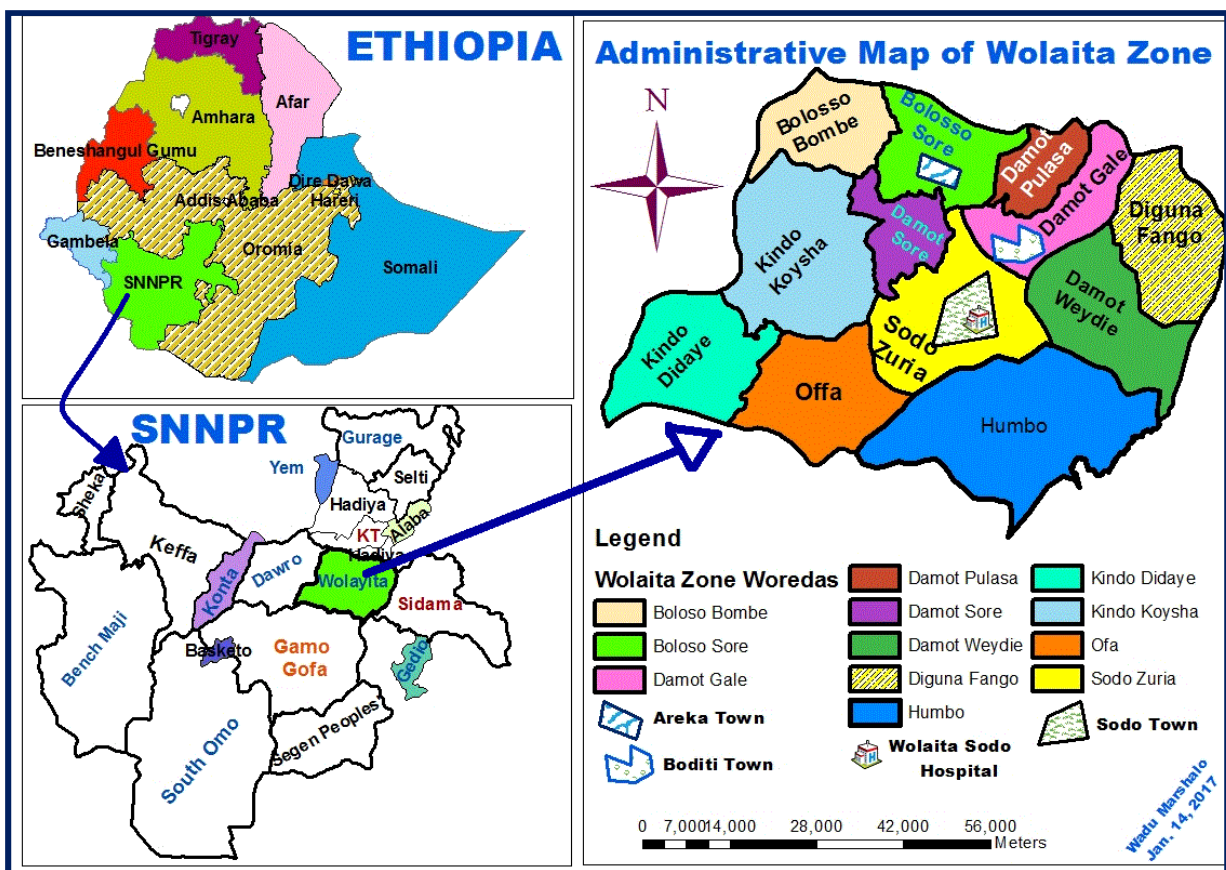 ETHIOPIA
Tigray
Afar
Amhara
Beneshangul Gumu
Dire Dawa
Addis Ababa
Hareri
Gambela
Oromia
SNNPR
Somali
SNNPR
Gurage
Yem
Selti
Sheka
Hadiya
Alaba
KT
Keffa
Hadiya
Konta
Dawro
Wolayita
Sidama
Bench Maji
Basketo
Gamo
Gofa
Gedio
South Omo
Segen Peoples'
Administrative Map of Wolaita Zone
N
Bolosso
Bombe
Bolosso
Sore
Damot
Pulasa
Damot Gale
Diguna
Fango
Kindo
Koysha
Damot
Sore
Damot
Weydie
Sodo
Zuria
H
Kindo
Didaye
Offa
Humbo
Legend
Wolaita Zone Woredas
Boloso Bombe
Boloso Sore
Damot Gale
Areka Town
Boditi Town
Damot Pulasa
Damot Sore
Damot Weydie
Diguna Fango
Humbo
H
Wolaita Sodo
Hospital
Kindo Didaye
Kindo Koysha
Ofa
Sodo Zuria
Sodo Town
0 7,00014,000 28,000 42,000 56,000
Meters
Wadu Marshalo
Jan. 14, 2017